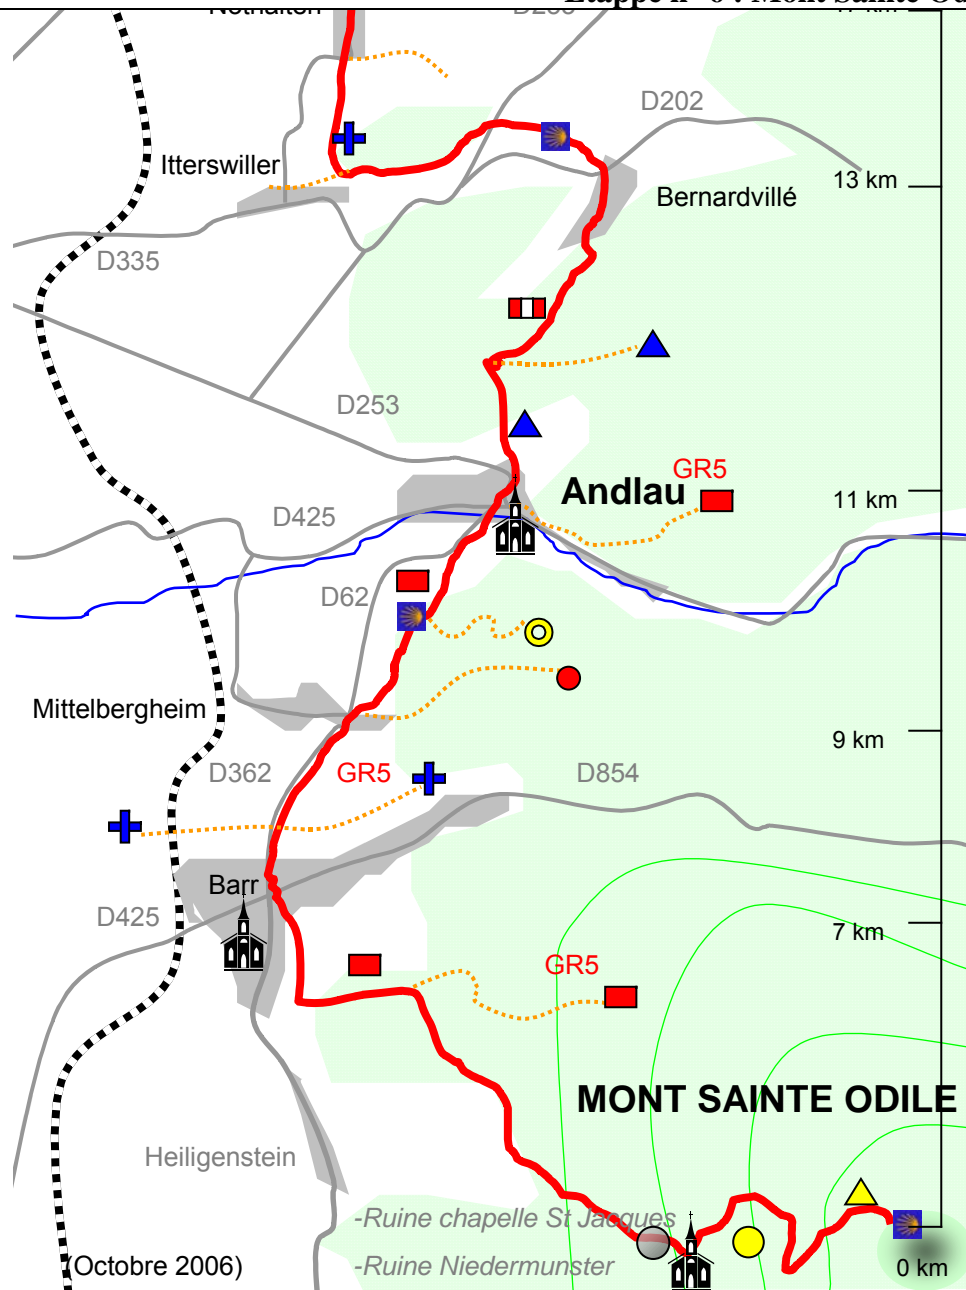 D202
Itterswiller
13 km
Bernardvillé
D335
D253
GR5
Andlau
11 km
D425
D62
Mittelbergheim
9 km
D362
GR5
D854
Barr
D425
7 km
GR5
MONT SAINTE ODILE
Heiligenstein
-Ruine chapelle St Jacques
(Octobre 2006)
-Ruine Niedermunster
0 km